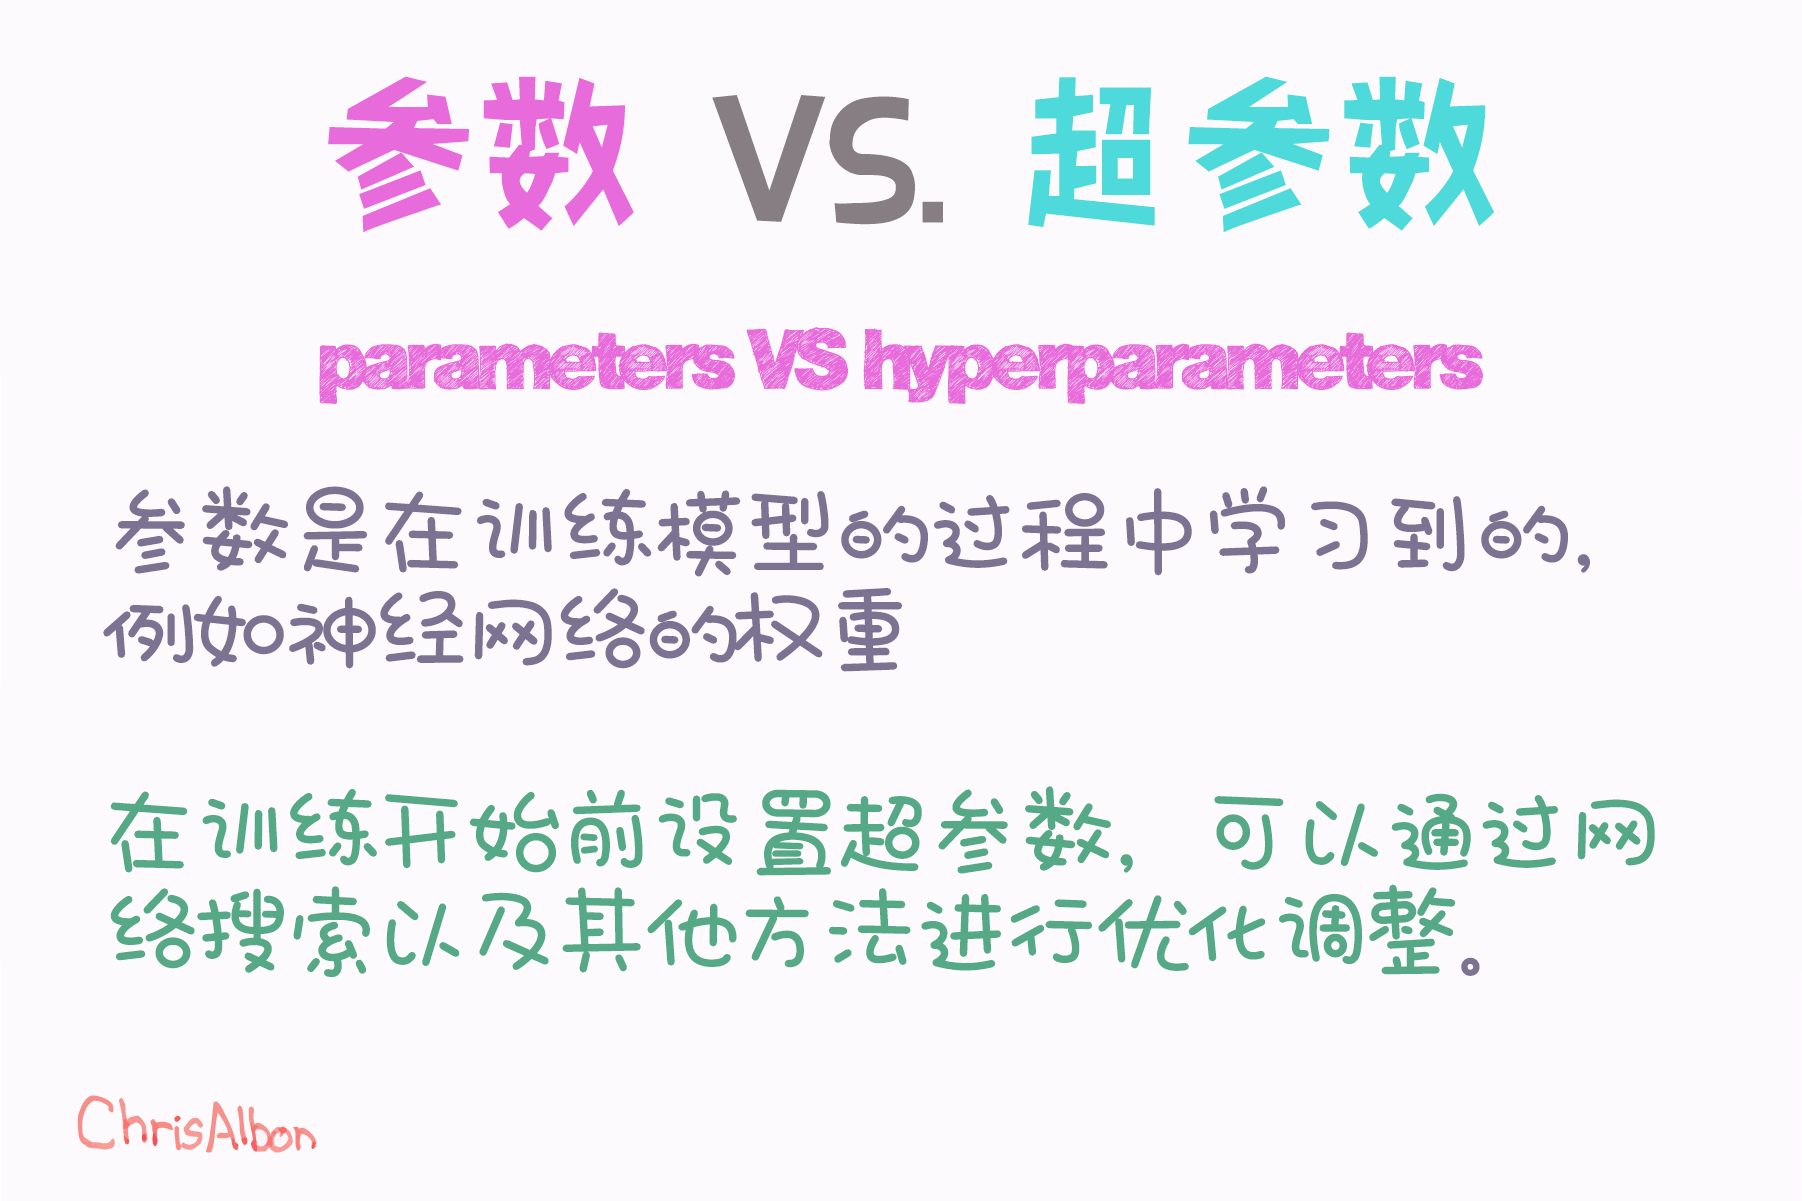 参数 VS. 超参数
parameters VS hyperparameters
参数是在训练模型的过程中学习到的,
例如神经网络的权重
在训练开始前设置超参数, 可以通过网
络搜索以及其他方法进行优化调整。
ChrisAlbon